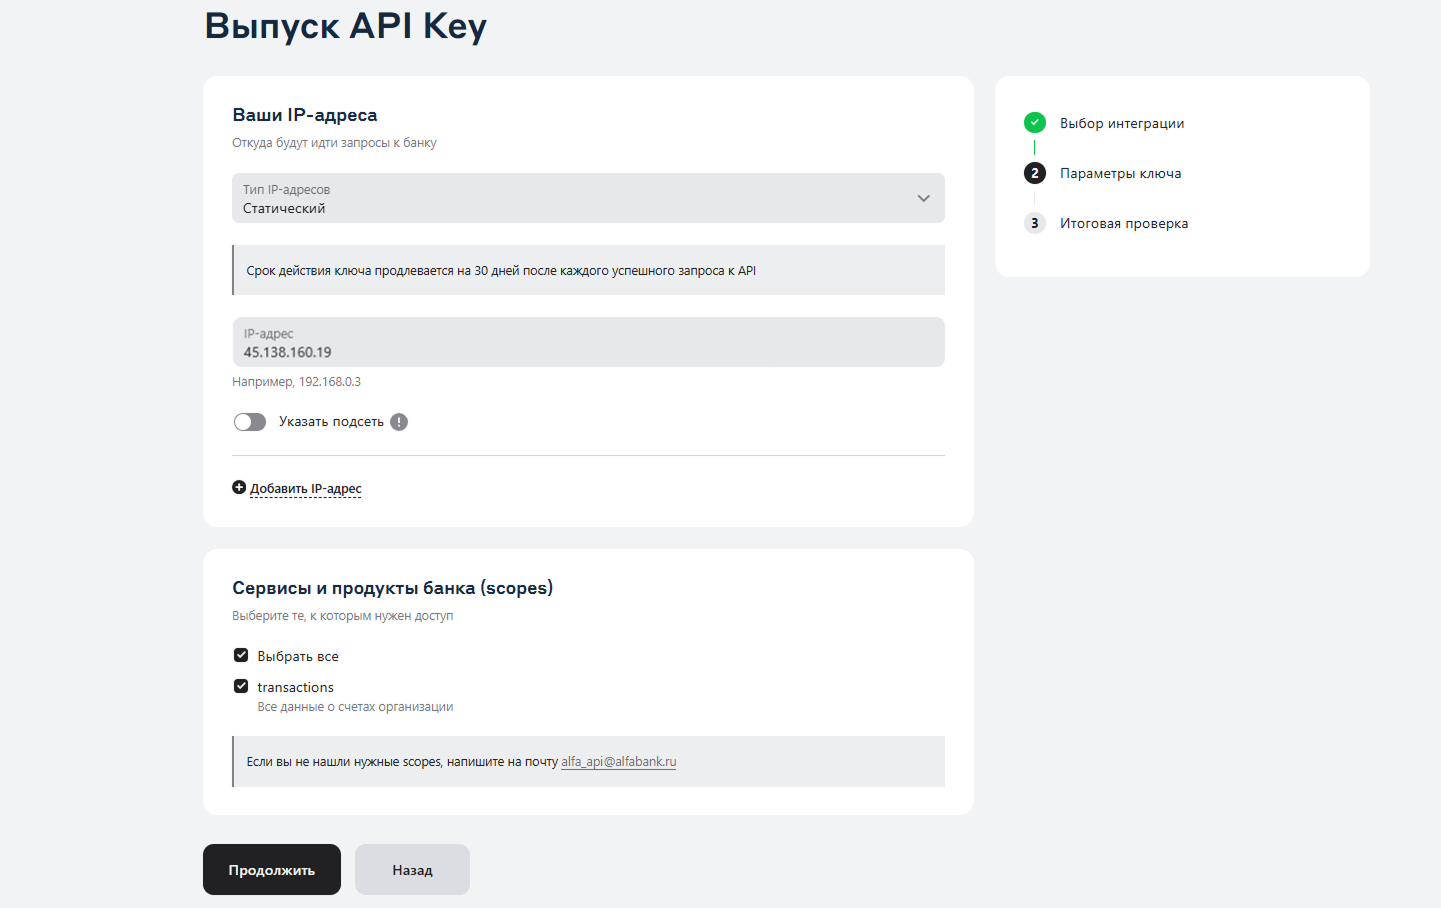 Выпуск API Key
Ваши IP-адреса
Откуда будут идти запросы к банку
Тип IP-адресов
Статический
Срок действия ключа продлевается на 30 дней после каждого успешного запроса к API
IP-адрес
45.138.160.19
Например, 192.168.0.3
Указать подсеть
Добавить IP-адрес
Сервисы и продукты банка (scopes)
Выберите те, к которым нужен доступ
Выбрать все
transactions
Все данные о счетах организации
Если вы не нашли нужные scopes, напишите на почту alfa_api@alfabank.ru
Продолжить
Назад
Выбор интеграции
2 Параметры ключа
3 Итоговая проверка